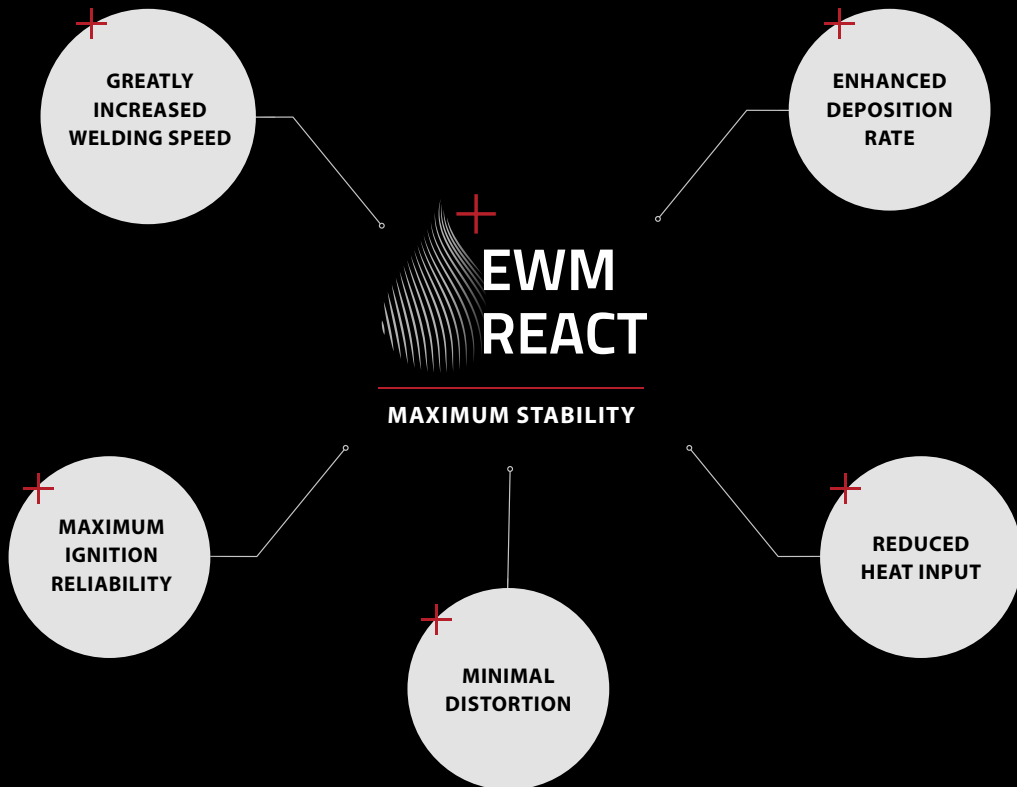 GREATLY
INCREASED
WELDING SPEED
ENHANCED
DEPOSITION
RATE
EWM
REACT
MAXIMUM STABILITY
MAXIMUM
IGNITION
RELIABILITY
REDUCED
HEAT INPUT
MINIMAL
DISTORTION